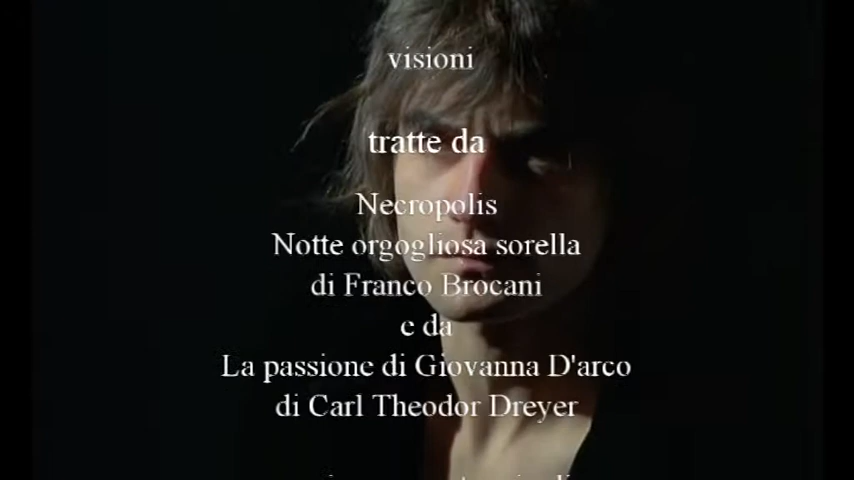 visioni
tratte da
Necropolis
Notte orgogliosa sorella
di Franco Brocani
e da
La passione di Giovanna D'arco
di Carl Theodor Dreyer